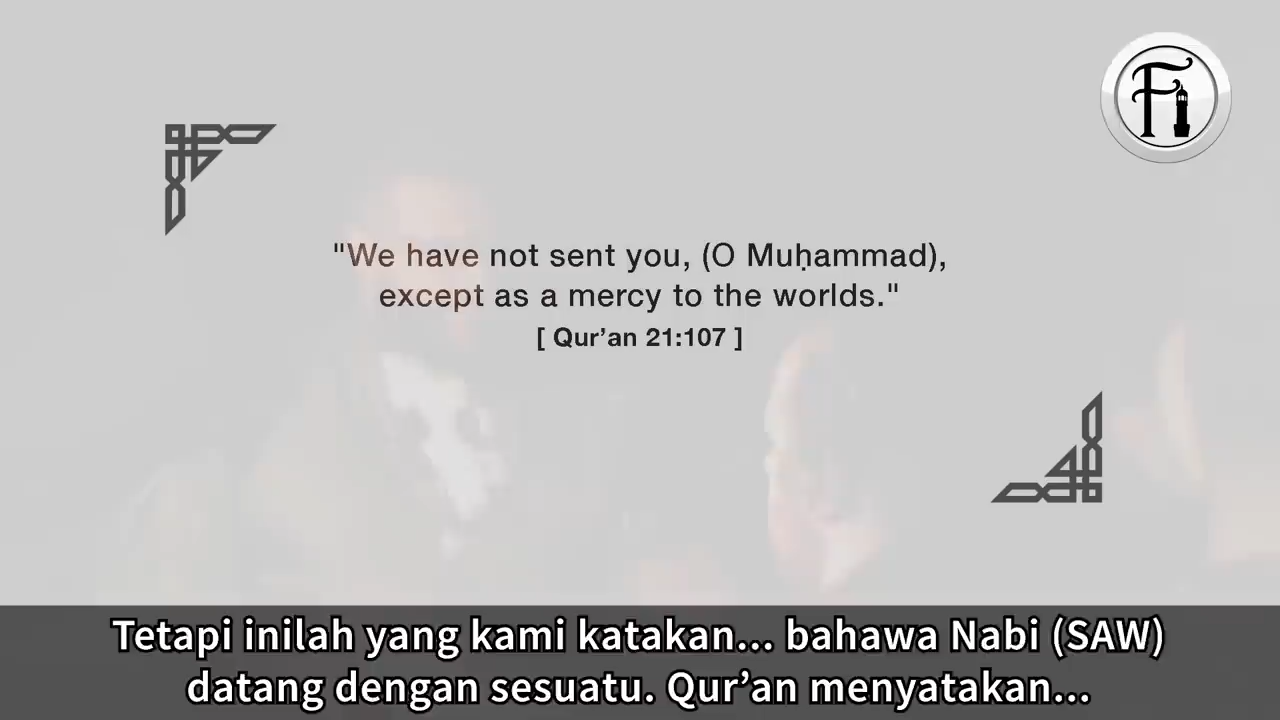 Fi
"We have not sent you, (O Muḥammad),
except as a mercy to the worlds."
[ Qur’an 21:107 ]
Tetapi inilah yang kami katakan... bahawa Nabi (SAW)
datang dengan sesuatu. Qur’an menyatakan...